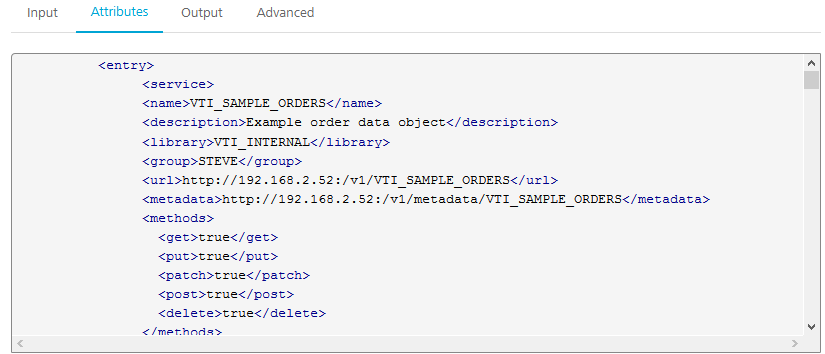 Input Attributes Output Advanced
<entry>
<service>
<name>VTI_SAMPLE_ORDERS</name>
<description>Example order data object</description>
<library>VTI_INTERNAL</library>
<group>STEVE</group>
<url>http://192.168.2.52:/v1/VTI_SAMPLE_ORDERS</url>
<metadata>http://192.168.2.52:/v1/metadata/VTI_SAMPLE_ORDERS</metadata>
<methods>
<get>true</get>
<put>true</put>
<patch>true</patch>
<post>true</post>
<delete>true</delete>
</methods>